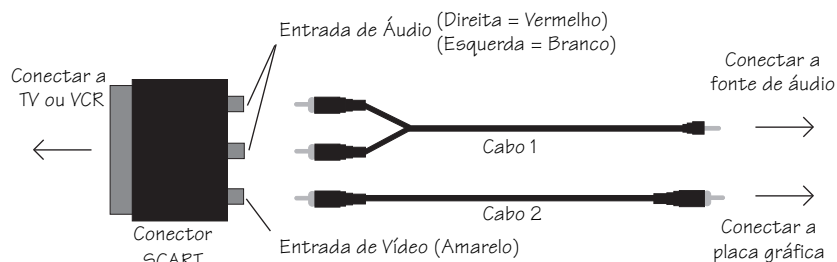 Entrada de Áudio (Direita = Vermelho)
(Esquerda = Branco)
Conectar a
TV ou VCR
Conectar a
fonte de áudio
Cabo 1
Cabo 2
Conector
SCART
Entrada de Vídeo (Amarelo)
Conectar a
placa gráfica